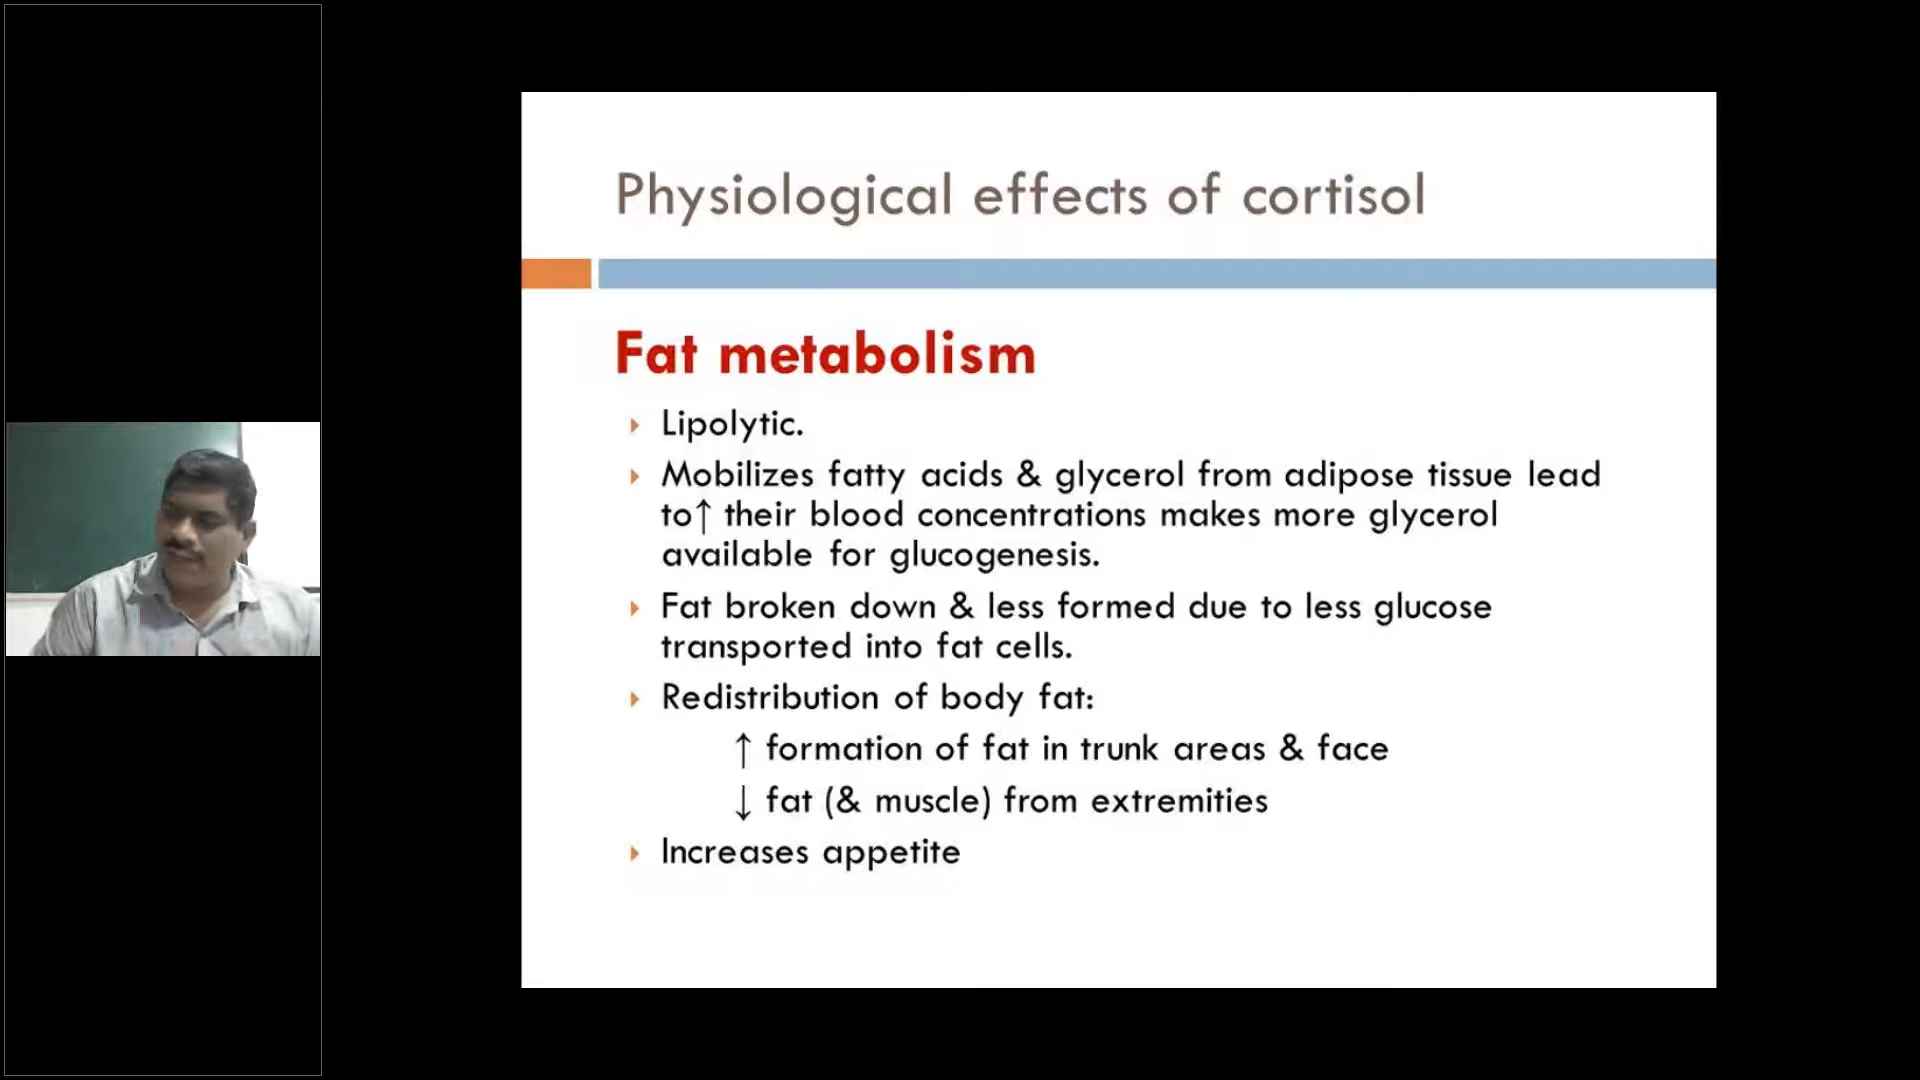 Physiological effects of cortisol
Fat metabolism
Lipolytic.
Mobilizes fatty acids & glycerol from adipose tissue lead
to↑ their blood concentrations makes more glycerol
available for glucogenesis.
Fat broken down & less formed due to less glucose
transported into fat cells.
Redistribution of body fat:
↑ formation of fat in trunk areas & face
↓ fat (& muscle) from extremities
Increases appetite